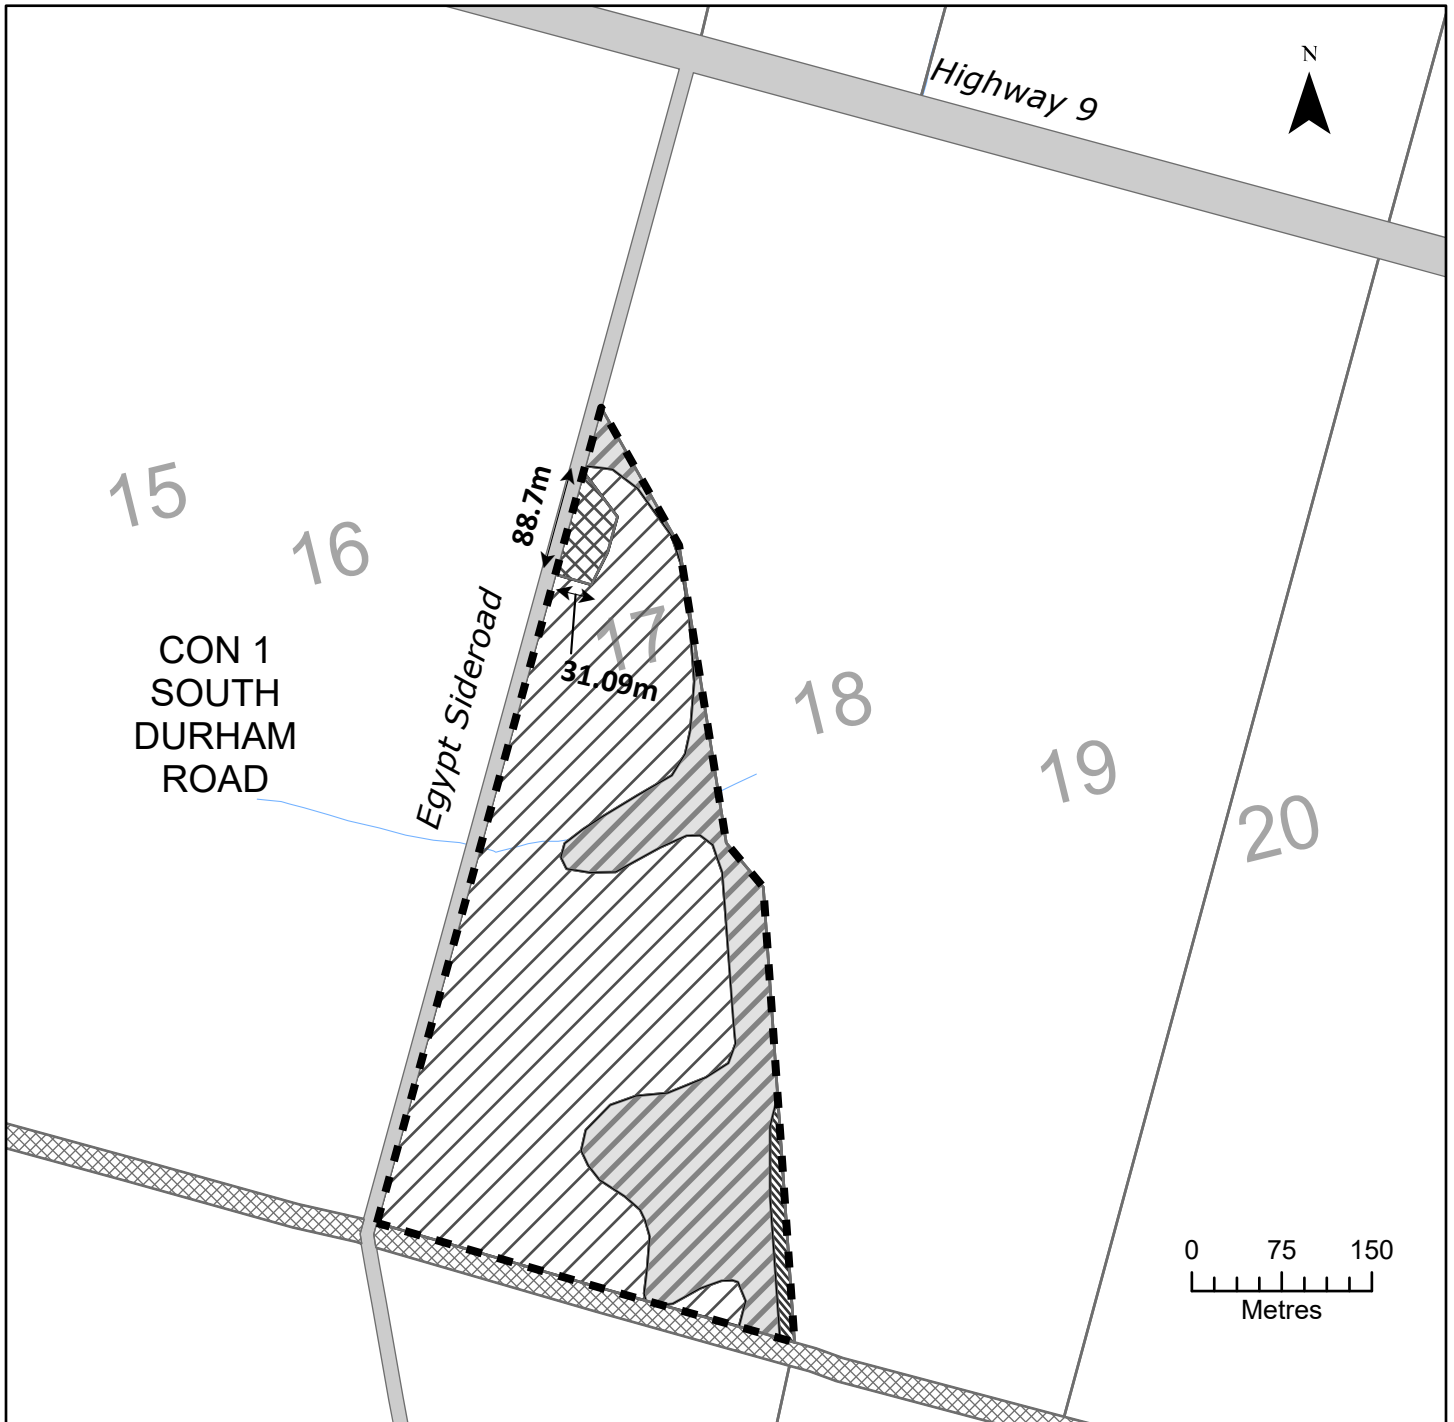 Highway 9
N
15
16
88.7m
17
31.09m
CON 1
SOUTH
DURHAM
ROAD
Egypt Sideroad
18
19
20
0 75 150
Metres